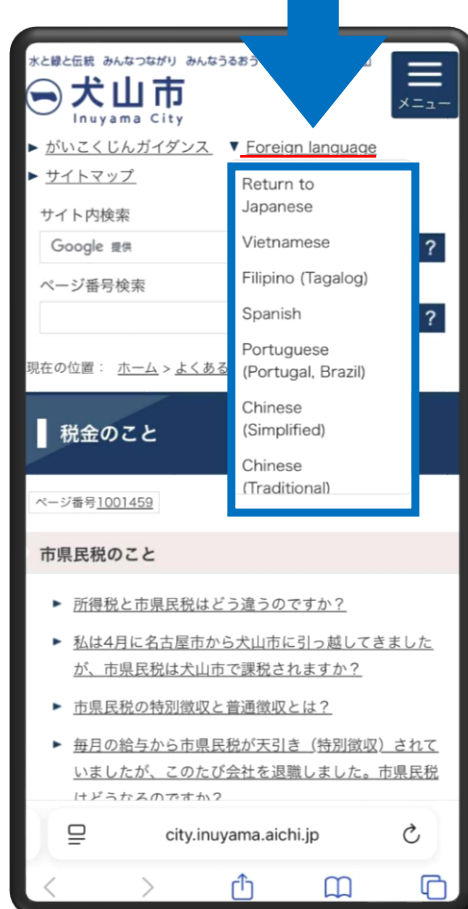 水と緑と伝統 みんなつながり みんなうるおう
犬山市
Inuyama City
メニュー
▶ がいこくじんガイダンス ▼ Foreign language
▶ サイトマップ
Return to
Japanese
Vietnamese
Filipino (Tagalog)
Spanish
Portuguese
(Portugal, Brazil)
Chinese
(Simplified)
Chinese
(Traditional)
サイト内検索
Google 提供
?
ページ番号検索
?
現在の位置： ホーム > よくある
税金のこと
ページ番号1001459
市県民税のこと
▶ 所得税と市県民税はどう違うのですか？
▶ 私は4月に名古屋市から犬山市に引っ越してきました
が、市県民税は犬山市で課税されますか？
▶ 市県民税の特別徴収と普通徴収とは？
▶ 毎月の給与から市県民税が天引き（特別徴収）されて
いましたが、このたび会社を退職しました。市県民税
はどうなるのですか？
city.inuyama.aichi.jp